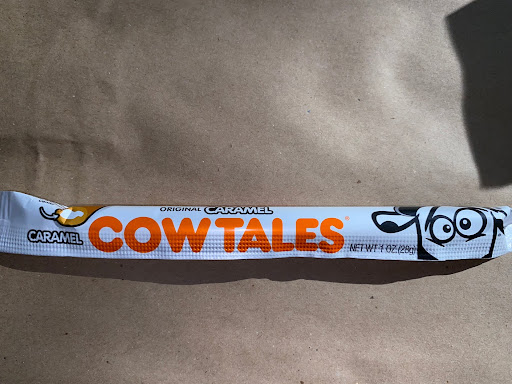 ORIGINAL CARAMEL
CARAMEL
COW TALES®
NET WT 1 OZ (28g)